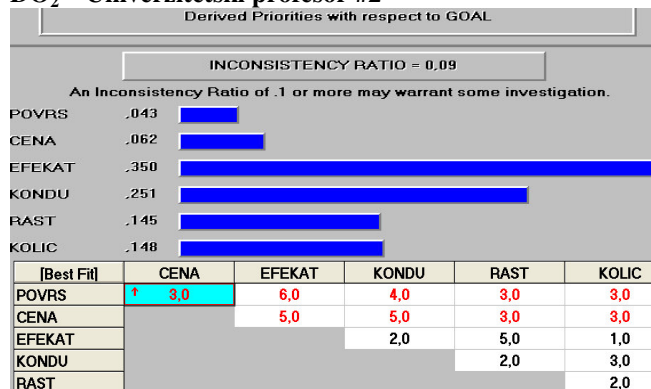 DO2 – Univerzitetski profesor #2
Derived Priorities with respect to GOAL
INCONSISTENCY RATIO = 0,09
An Inconsistency Ratio of .1 or more may warrant some investigation.
POVRS ,043
CENA ,062
EFEKAT ,350
KONDU ,251
RAST ,145
KOLIC ,148
[Best Fit] CENA EFEKAT KONDU RAST KOLIC
POVRS ↑ 3,0 6,0 4,0 3,0 3,0
CENA 5,0 5,0 3,0 3,0
EFEKAT 2,0 5,0 1,0
KONDU 2,0 3,0
RAST 2,0